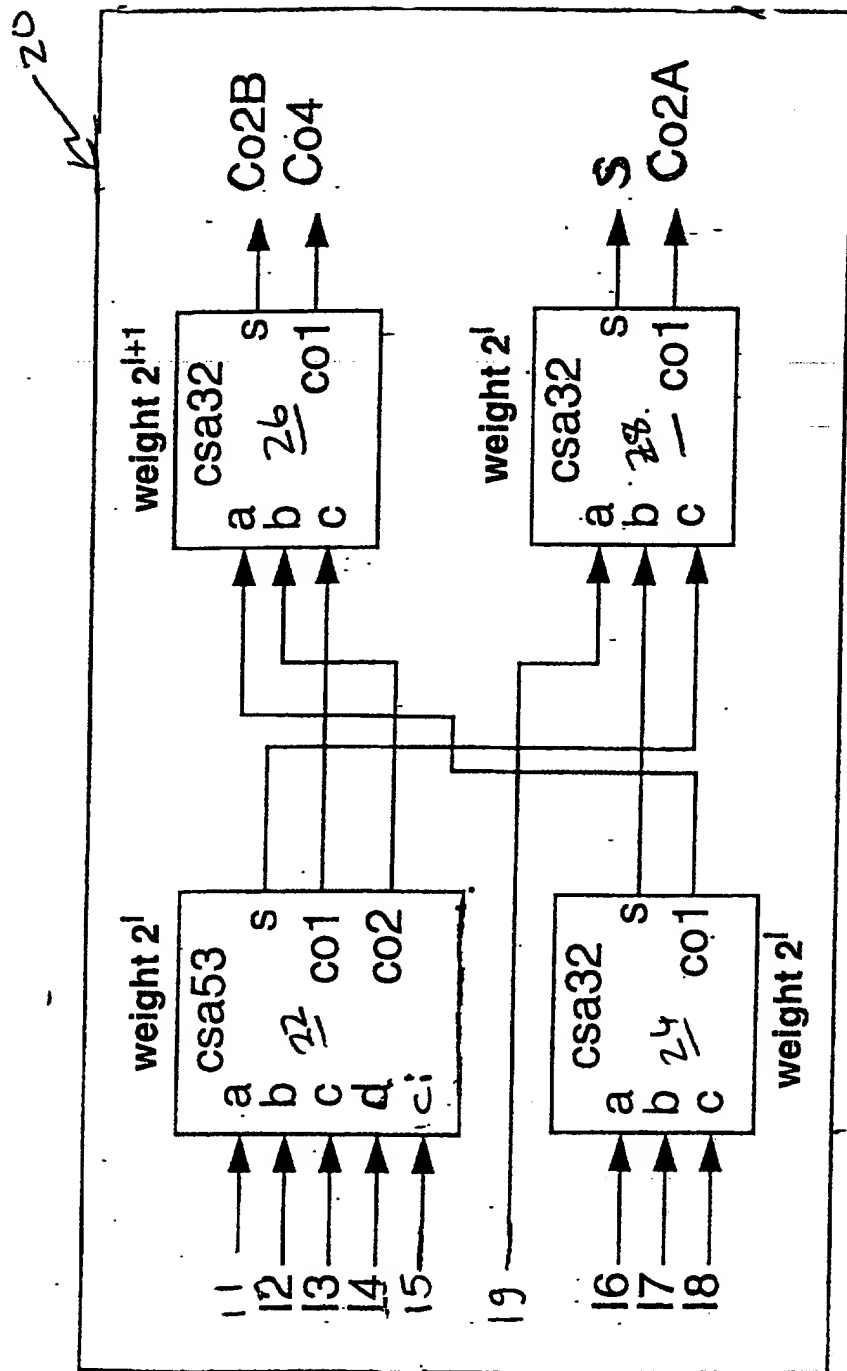 20
weight 2^I
csa53
22
a
b
c
d
ci
s
co1
co2
I1
I2
I3
I4
I5
I9
weight 2^I+1
csa32
26
a
b
c
s
co1
Co2B
Co4
I6
I7
I8
csa32
24
a
b
c
s
co1
weight 2^I
weight 2^I
csa32
28
a
b
c
s
co1
S
Co2A